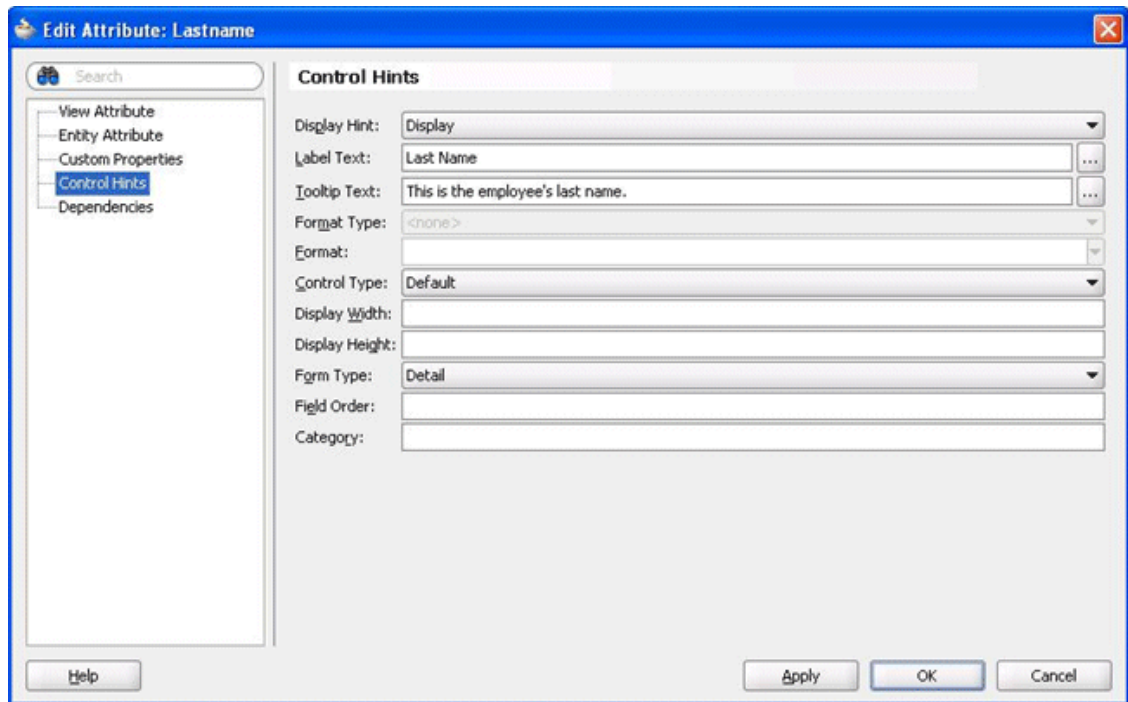 Edit Attribute: Lastname
Search
View Attribute
Entity Attribute
Custom Properties
Control Hints
Dependencies
Control Hints
Display Hint: Display
Label Text: Last Name ...
Tooltip Text: This is the employee's last name. ...
Format Type: <none>
Format:
Control Type: Default
Display Width:
Display Height:
Form Type: Detail
Field Order:
Category:
Help Apply OK Cancel